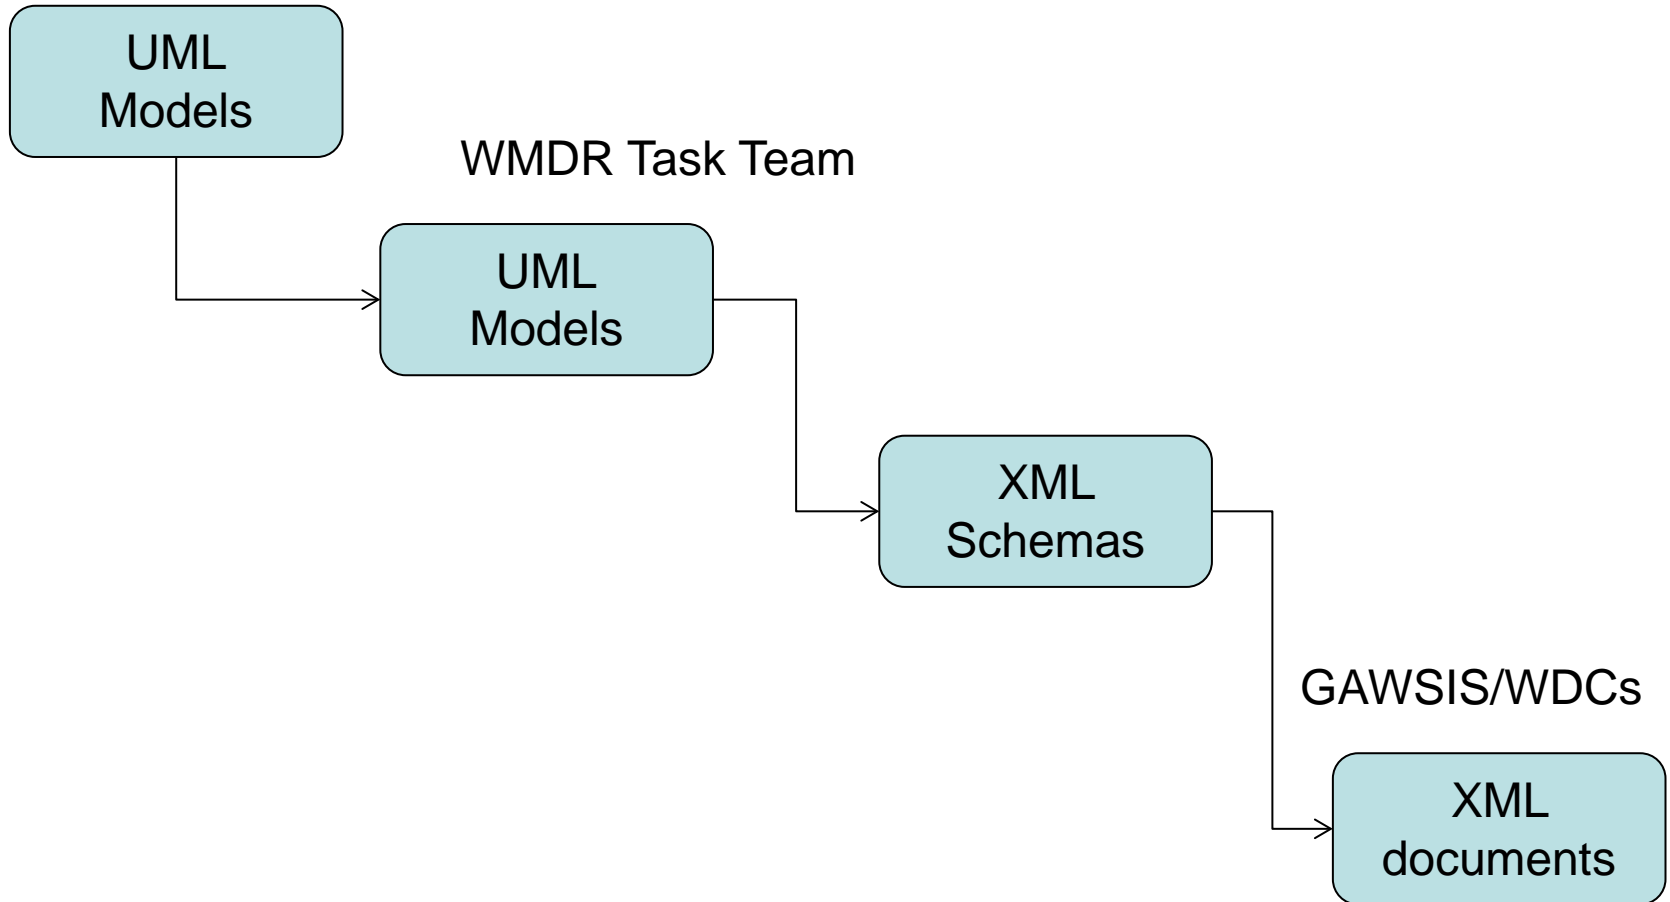 UML
Models
WMDR Task Team
UML
Models
XML
Schemas
GAWSIS/WDCs
XML
documents